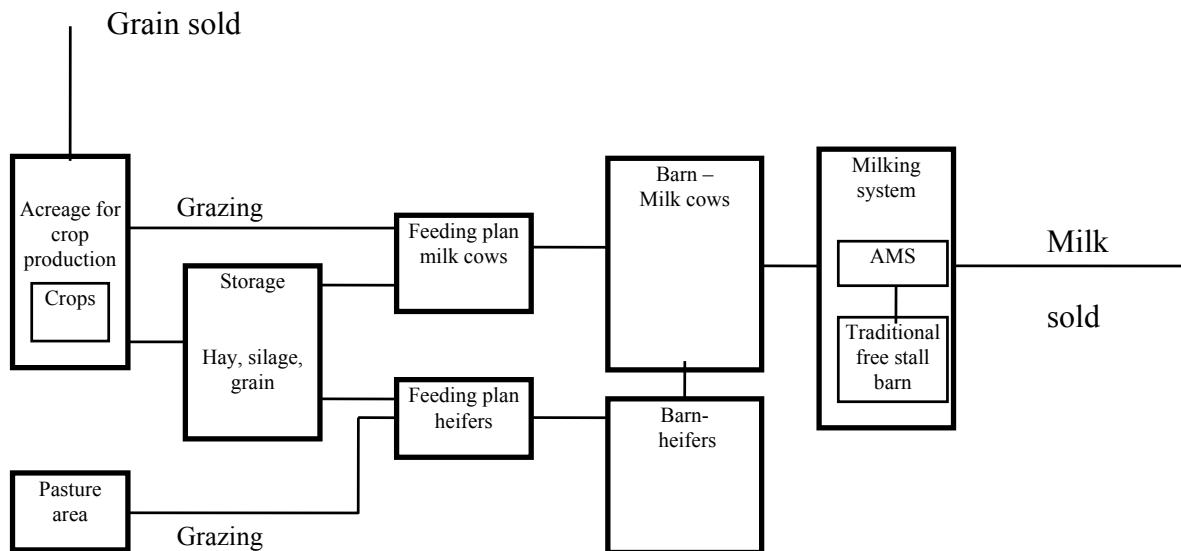 Grain sold
Acreage for
crop
production
Crops
Grazing
Storage
Hay, silage,
grain
Feeding plan
milk cows
Feeding plan
heifers
Pasture
area
Grazing
Barn –
Milk cows
Barn-
heifers
Milking
system
AMS
Traditional
free stall
barn
Milk
sold